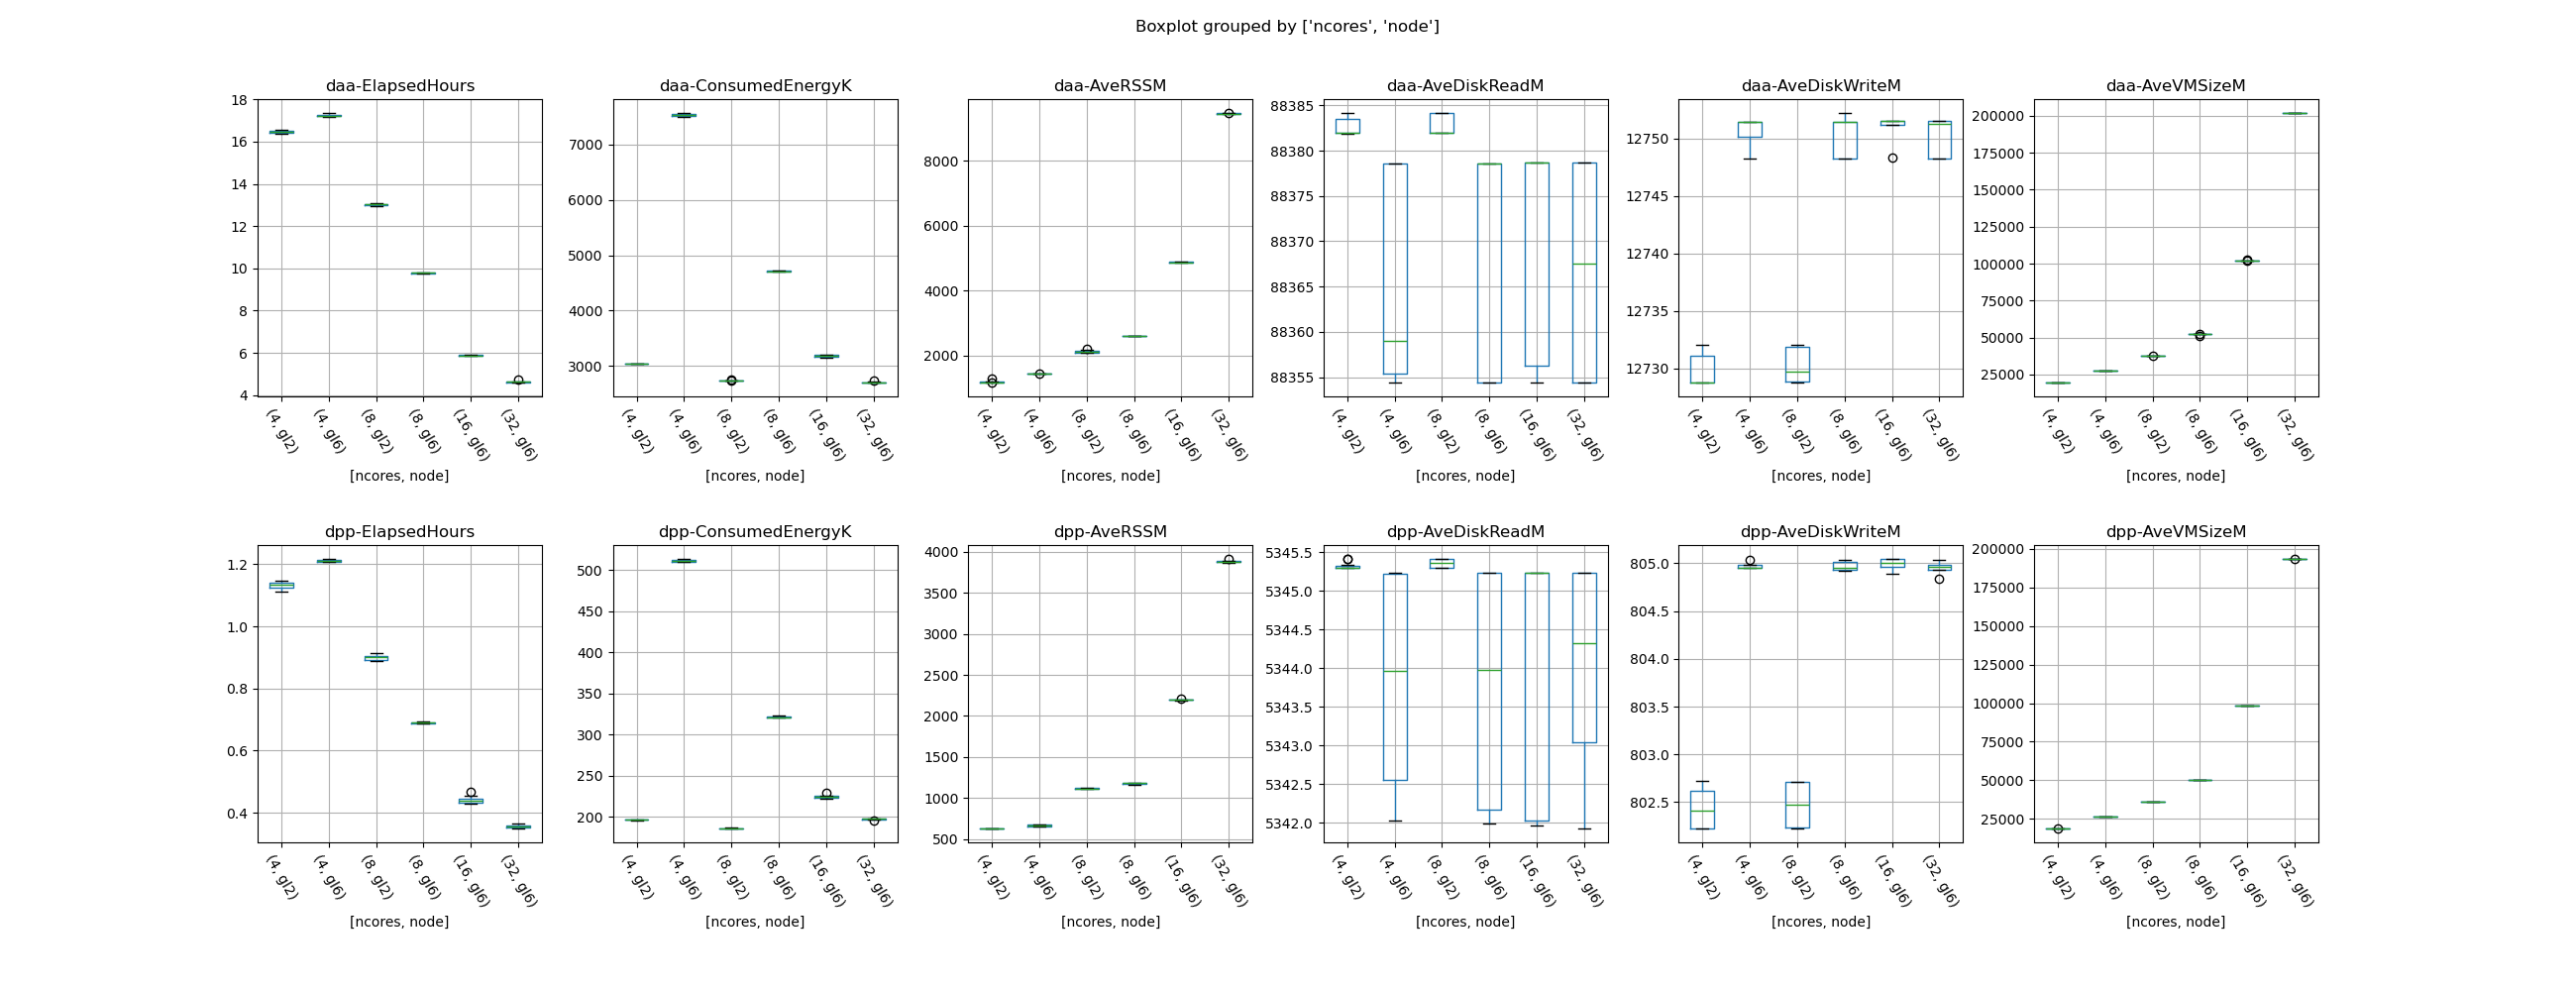 Boxplot grouped by ['ncores', 'node']
daa-ElapsedHours
18
16
14
12
10
8
6
4
(4, gl2)
(4, gl6)
(8, gl2)
(8, gl6)
(16, gl6)
(32, gl6)
[ncores, node]
daa-ConsumedEnergyK
7000
6000
5000
4000
3000
(4, gl2)
(4, gl6)
(8, gl2)
(8, gl6)
(16, gl6)
(32, gl6)
[ncores, node]
daa-AveRSSM
8000
6000
4000
2000
(4, gl2)
(4, gl6)
(8, gl2)
(8, gl6)
(16, gl6)
(32, gl6)
[ncores, node]
daa-AveDiskReadM
88385
88380
88375
88370
88365
88360
88355
(4, gl2)
(4, gl6)
(8, gl2)
(8, gl6)
(16, gl6)
(32, gl6)
[ncores, node]
daa-AveDiskWriteM
12750
12745
12740
12735
12730
(4, gl2)
(4, gl6)
(8, gl2)
(8, gl6)
(16, gl6)
(32, gl6)
[ncores, node]
daa-AveVMSizeM
200000
175000
150000
125000
100000
75000
50000
25000
(4, gl2)
(4, gl6)
(8, gl2)
(8, gl6)
(16, gl6)
(32, gl6)
[ncores, node]
dpp-ElapsedHours
1.2
1.0
0.8
0.6
0.4
(4, gl2)
(4, gl6)
(8, gl2)
(8, gl6)
(16, gl6)
(32, gl6)
[ncores, node]
dpp-ConsumedEnergyK
500
450
400
350
300
250
200
(4, gl2)
(4, gl6)
(8, gl2)
(8, gl6)
(16, gl6)
(32, gl6)
[ncores, node]
dpp-AveRSSM
4000
3500
3000
2500
2000
1500
1000
500
(4, gl2)
(4, gl6)
(8, gl2)
(8, gl6)
(16, gl6)
(32, gl6)
[ncores, node]
dpp-AveDiskReadM
5345.5
5345.0
5344.5
5344.0
5343.5
5343.0
5342.5
5342.0
(4, gl2)
(4, gl6)
(8, gl2)
(8, gl6)
(16, gl6)
(32, gl6)
[ncores, node]
dpp-AveDiskWriteM
805.0
804.5
804.0
803.5
803.0
802.5
(4, gl2)
(4, gl6)
(8, gl2)
(8, gl6)
(16, gl6)
(32, gl6)
[ncores, node]
dpp-AveVMSizeM
200000
175000
150000
125000
100000
75000
50000
25000
(4, gl2)
(4, gl6)
(8, gl2)
(8, gl6)
(16, gl6)
(32, gl6)
[ncores, node]